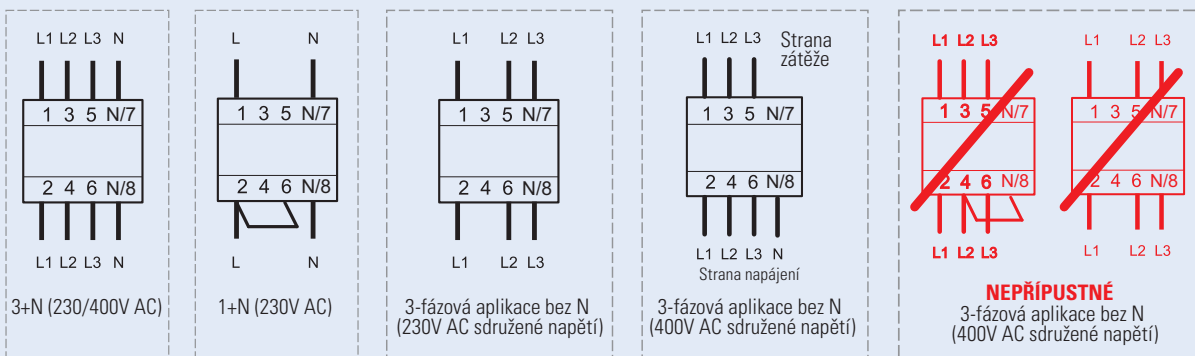 L1 L2 L3 N
1 3 5 N/7
2 4 6 N/8
L1 L2 L3 N
3+N (230/400V AC)
L N
1 3 5 N/7
2 4 6 N/8
L N
1+N (230V AC)
L1 L2 L3
1 3 5 N/7
2 4 6 N/8
L1 L2 L3
3-fázová aplikace bez N
(230V AC sdružené napětí)
L1 L2 L3
Strana
zátěže
1 3 5 N/7
2 4 6 N/8
L1 L2 L3 N
Strana napájení
3-fázová aplikace bez N
(400V AC sdružené napětí)
L1 L2 L3
1 3 5 N/7
2 4 6 N/8
L1 L2 L3
L1 L2 L3
1 3 5 N/7
2 4 6 N/8
L1 L2 L3
NEPŘÍPUSTNÉ
3-fázová aplikace bez N
(400V AC sdružené napětí)